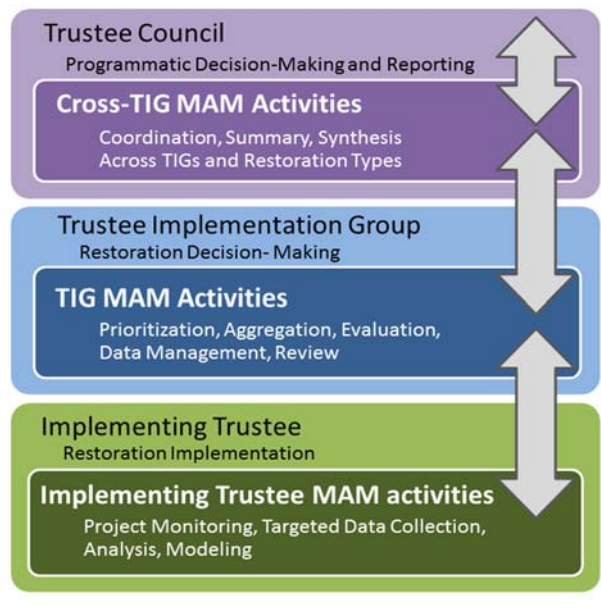 Trustee Council
Programmatic Decision-Making and Reporting
Cross-TIG MAM Activities
Coordination, Summary, Synthesis
Across TIGs and Restoration Types
Trustee Implementation Group
Restoration Decision- Making
TIG MAM Activities
Prioritization, Aggregation, Evaluation,
Data Management, Review
Implementing Trustee
Restoration Implementation
Implementing Trustee MAM activities
Project Monitoring, Targeted Data Collection,
Analysis, Modeling